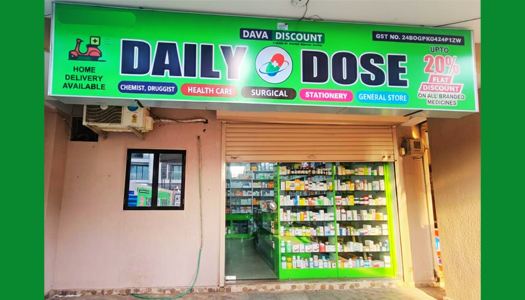 DAVA DISCOUNT
GST NO. 24BOGPK0424P1ZW
HOME
DELIVERY
AVAILABLE
DAILY DOSE
UPTO
20%
FLAT
DISCOUNT
ON ALL BRANDED
MEDICINES
CHEMIST, DRUGGIST
HEALTH CARE
SURGICAL
STATIONERY
GENERAL STORE